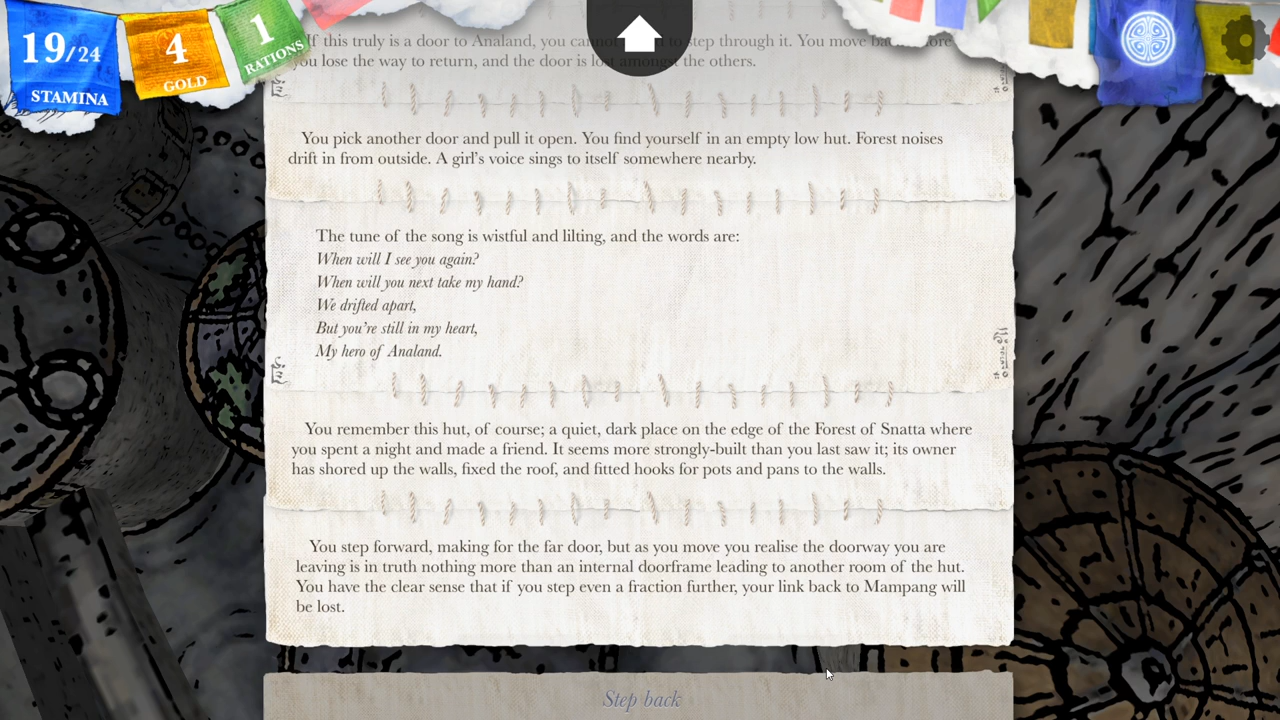 19/24
STAMINA
4
GOLD
1
RATIONS
If this truly is a door to Analand, you cannot to step through it. You move
you lose the way to return, and the door is lost amongst the others.
You pick another door and pull it open. You find yourself in an empty low hut. Forest noises
drift in from outside. A girl's voice sings to itself somewhere nearby.
The tune of the song is wistful and lilting, and the words are:
When will I see you again?
When will you next take my hand?
We drifted apart,
But you're still in my heart,
My hero of Analand.
You remember this hut, of course; a quiet, dark place on the edge of the Forest of Snatta where
you spent a night and made a friend. It seems more strongly-built than you last saw it; its owner
has shored up the walls, fixed the roof, and fitted hooks for pots and pans to the walls.
You step forward, making for the far door, but as you move you realise the doorway you are
leaving is in truth nothing more than an internal doorframe leading to another room of the hut.
You have the clear sense that if you step even a fraction further, your link back to Mampang will
be lost.
Step back